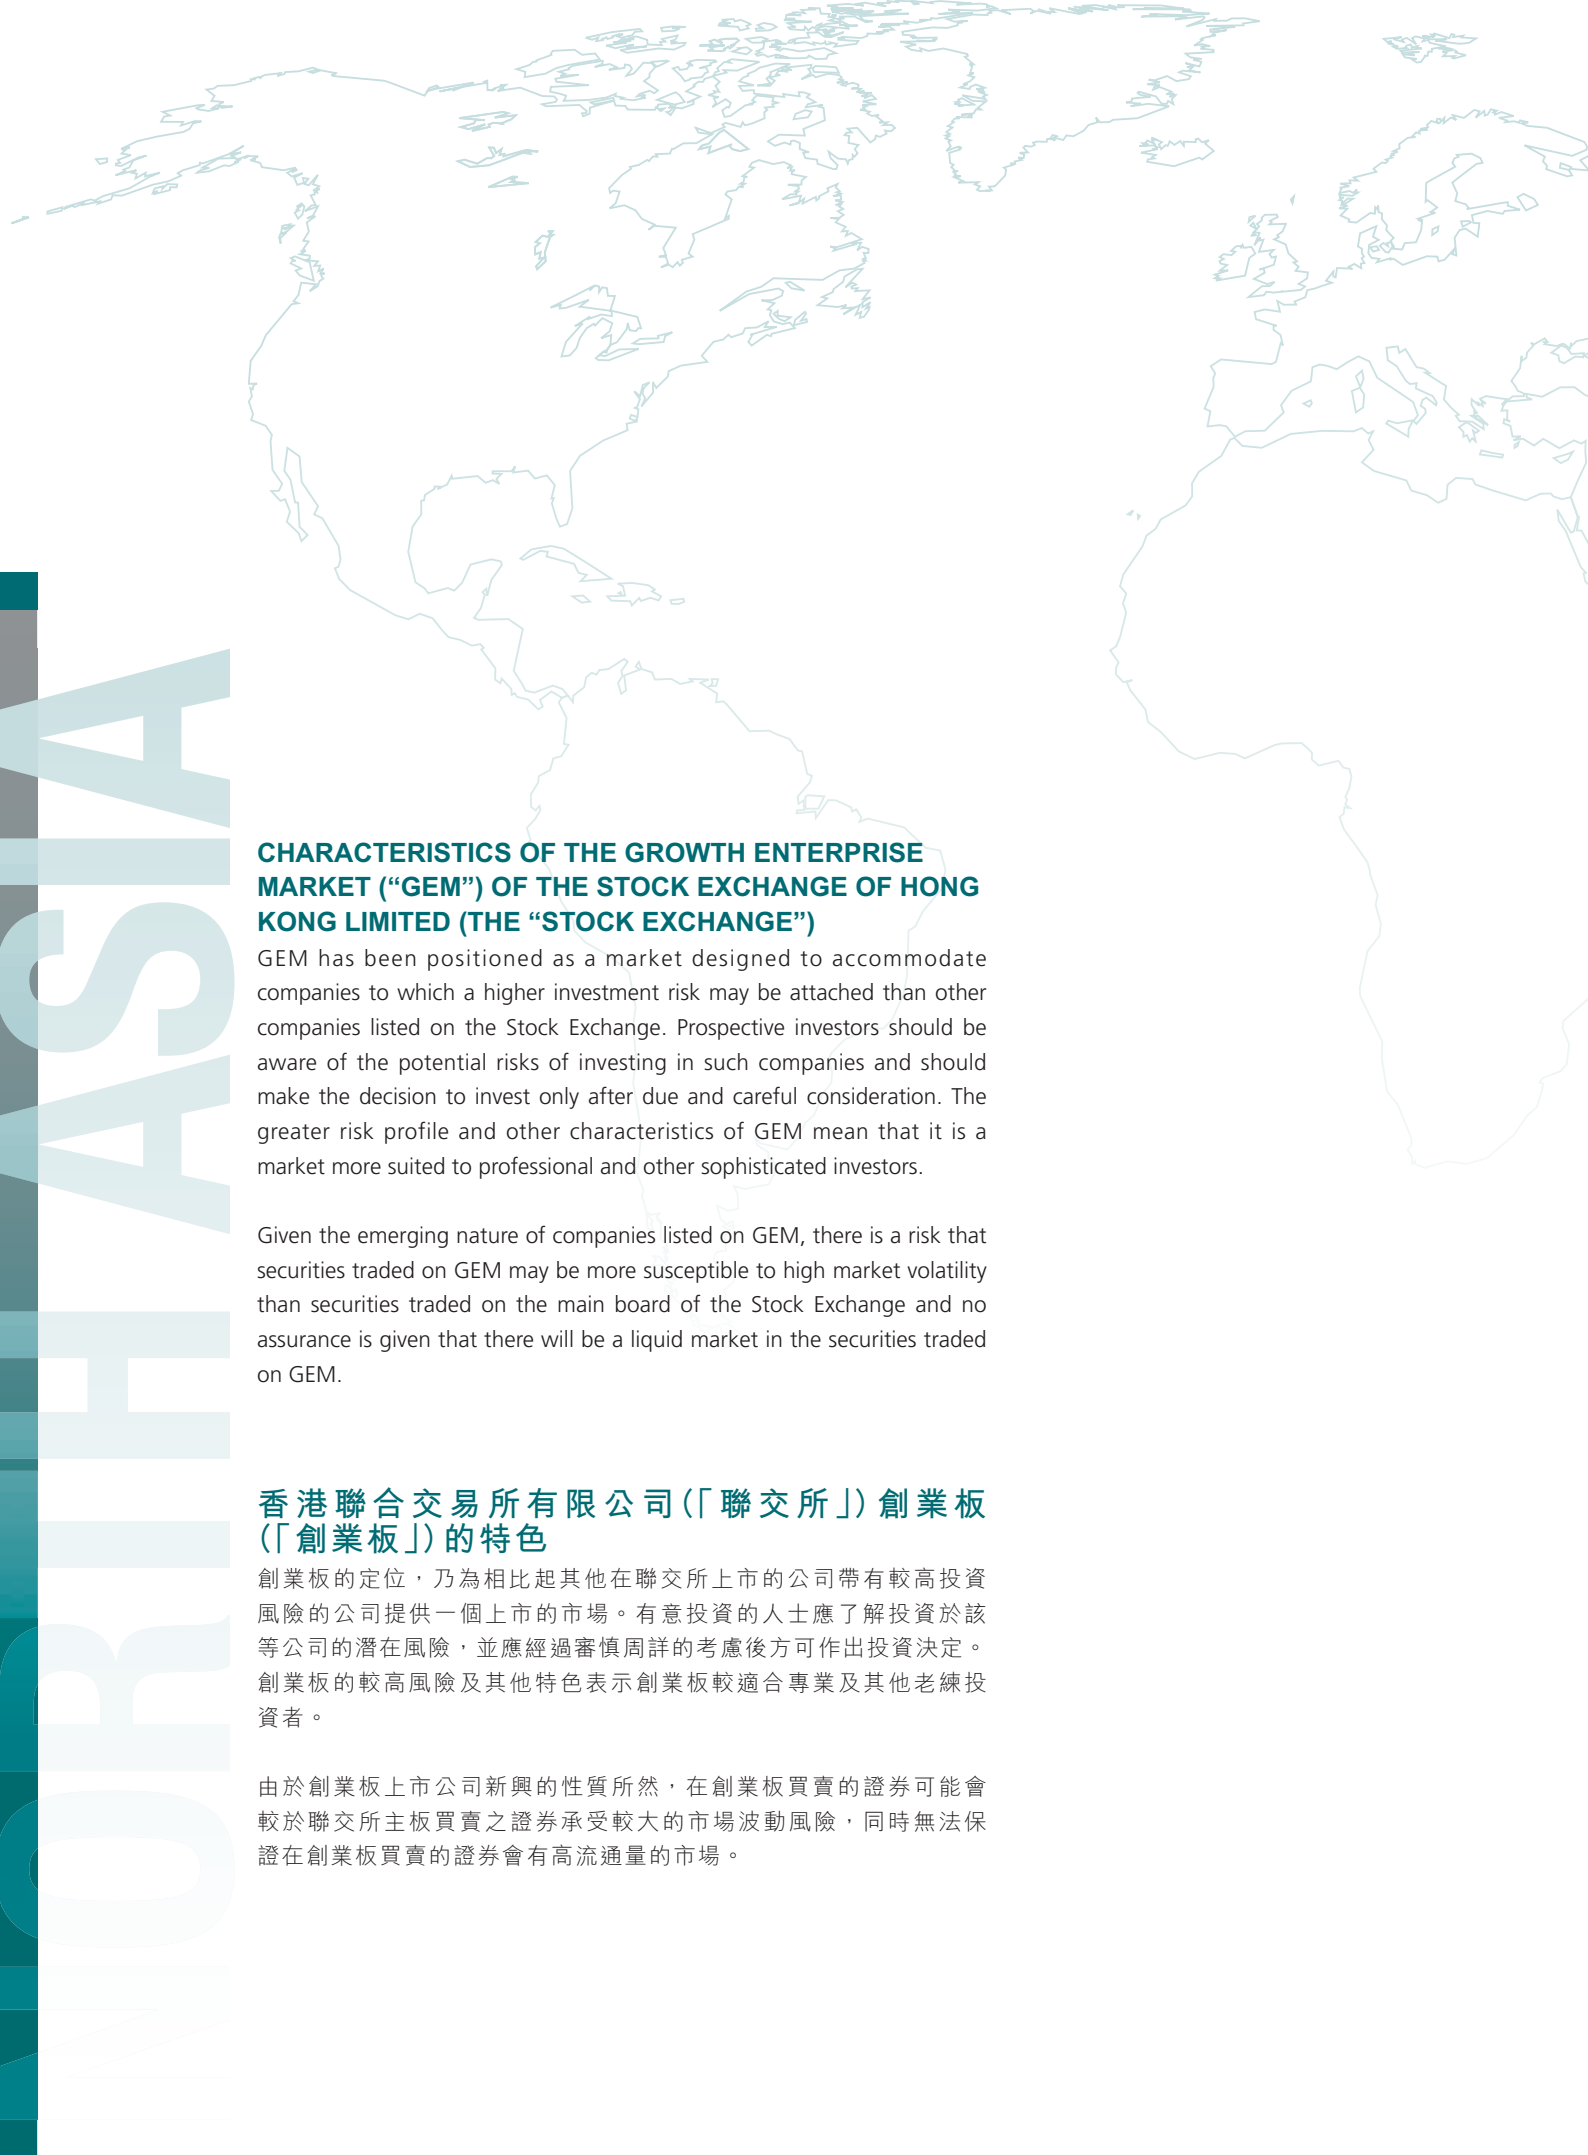 NORTH ASIA
CHARACTERISTICS OF THE GROWTH ENTERPRISE
MARKET (“GEM”) OF THE STOCK EXCHANGE OF HONG
KONG LIMITED (THE “STOCK EXCHANGE”)
GEM has been positioned as a market designed to accommodate
companies to which a higher investment risk may be attached than other
companies listed on the Stock Exchange. Prospective investors should be
aware of the potential risks of investing in such companies and should
make the decision to invest only after due and careful consideration. The
greater risk profile and other characteristics of GEM mean that it is a
market more suited to professional and other sophisticated investors.
Given the emerging nature of companies listed on GEM, there is a risk that
securities traded on GEM may be more susceptible to high market volatility
than securities traded on the main board of the Stock Exchange and no
assurance is given that there will be a liquid market in the securities traded
on GEM.
香港聯合交易所有限公司(「聯交所」)創業板
(「創業板」)的特色
創業板的定位，乃為相比起其他在聯交所上市的公司帶有較高投資
風險的公司提供一個上市的市場。有意投資的人士應了解投資於該
等公司的潛在風險，並應經過審慎周詳的考慮後方可作出投資決定。
創業板的較高風險及其他特色表示創業板較適合專業及其他老練投
資者。
由於創業板上市公司新興的性質所然，在創業板買賣的證券可能會
較於聯交所主板買賣之證券承受較大的市場波動風險，同時無法保
證在創業板買賣的證券會有高流通量的市場。